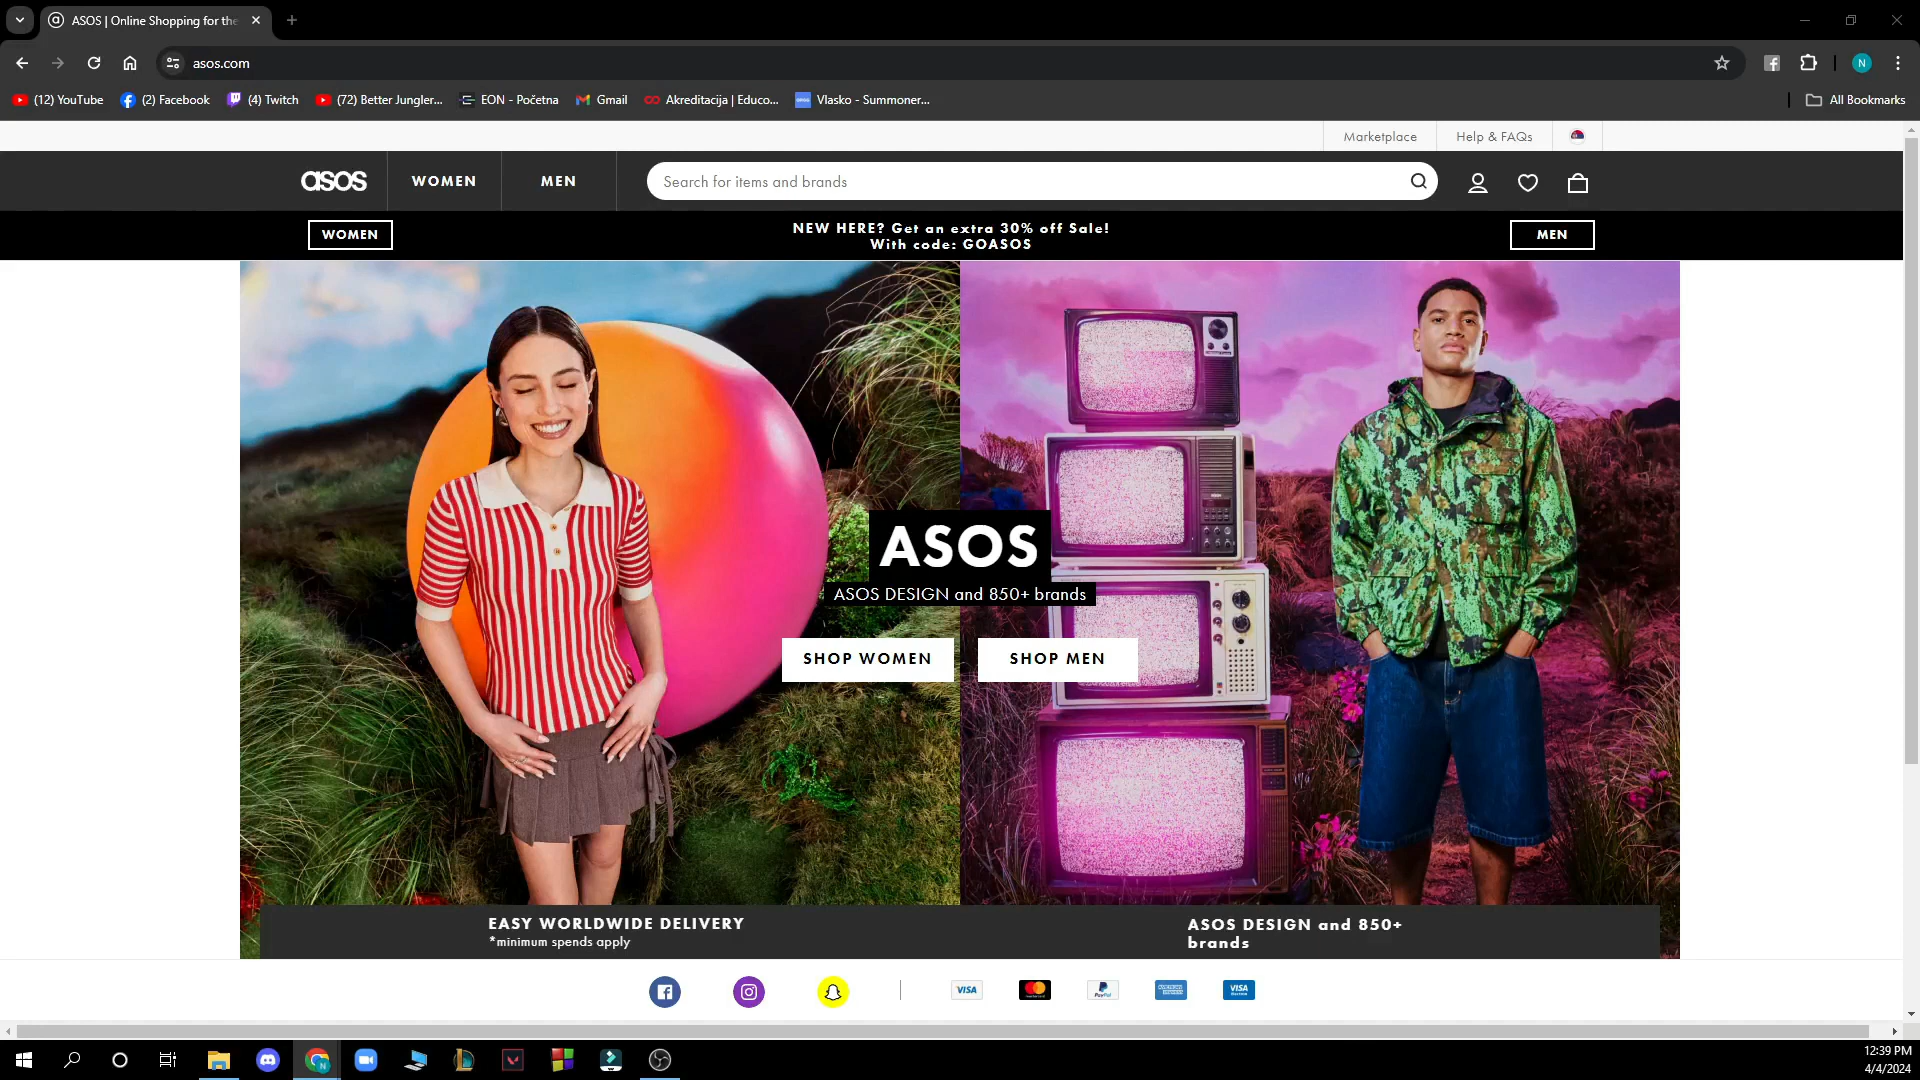 ASOS | Online Shopping for the
asos.com
N
(12) YouTube
(2) Facebook
(4) Twitch
(72) Better Jungler...
EON - Početna
Gmail
Akreditacija | Educo...
Vlasko - Summoner...
All Bookmarks
Marketplace
Help & FAQs
asos
WOMEN
MEN
Search for items and brands
WOMEN
NEW HERE? Get an extra 30% off Sale!
With code: GOASOS
MEN
ASOS
ASOS DESIGN and 850+ brands
SHOP WOMEN
SHOP MEN
EASY WORLDWIDE DELIVERY
*minimum spends apply
ASOS DESIGN and 850+
brands
VISA
PayPal
VISA
12:39 PM
4/4/2024